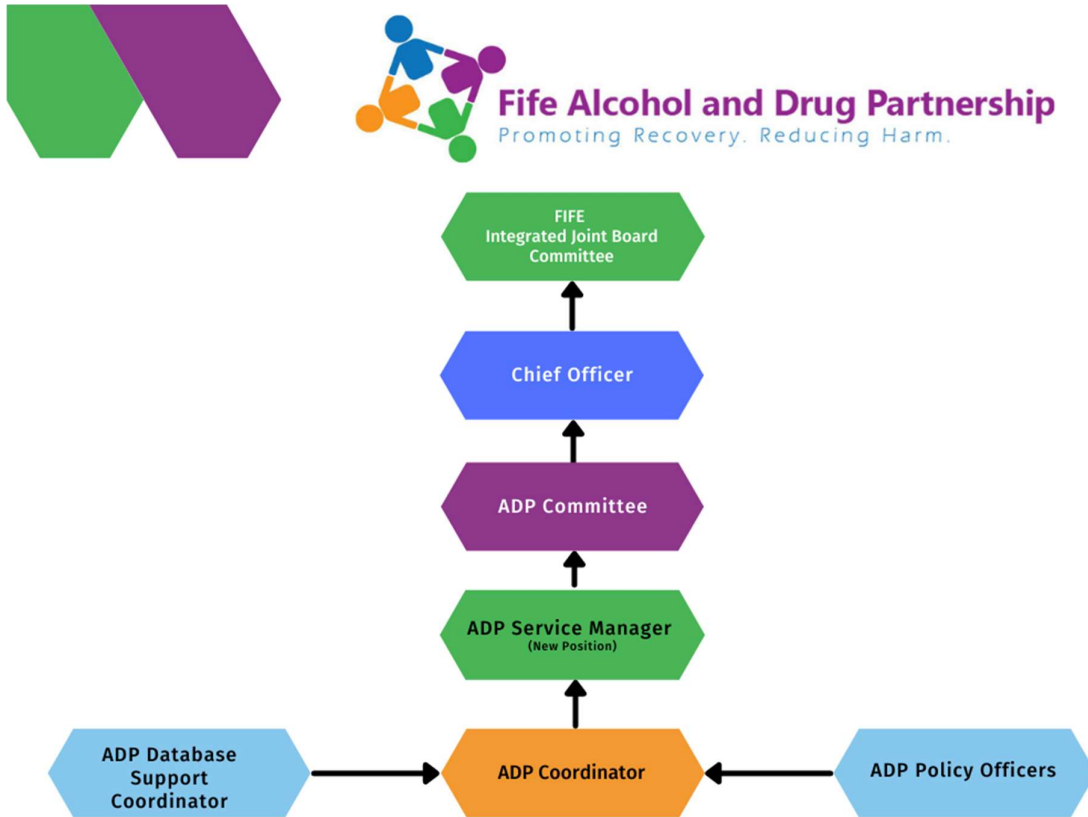 Fife Alcohol and Drug Partnership
Promoting Recovery. Reducing Harm.
FIFE
Integrated Joint Board
Committee
Chief Officer
ADP Committee
ADP Service Manager
(New Position)
ADP Database
Support
Coordinator
ADP Coordinator
ADP Policy Officers